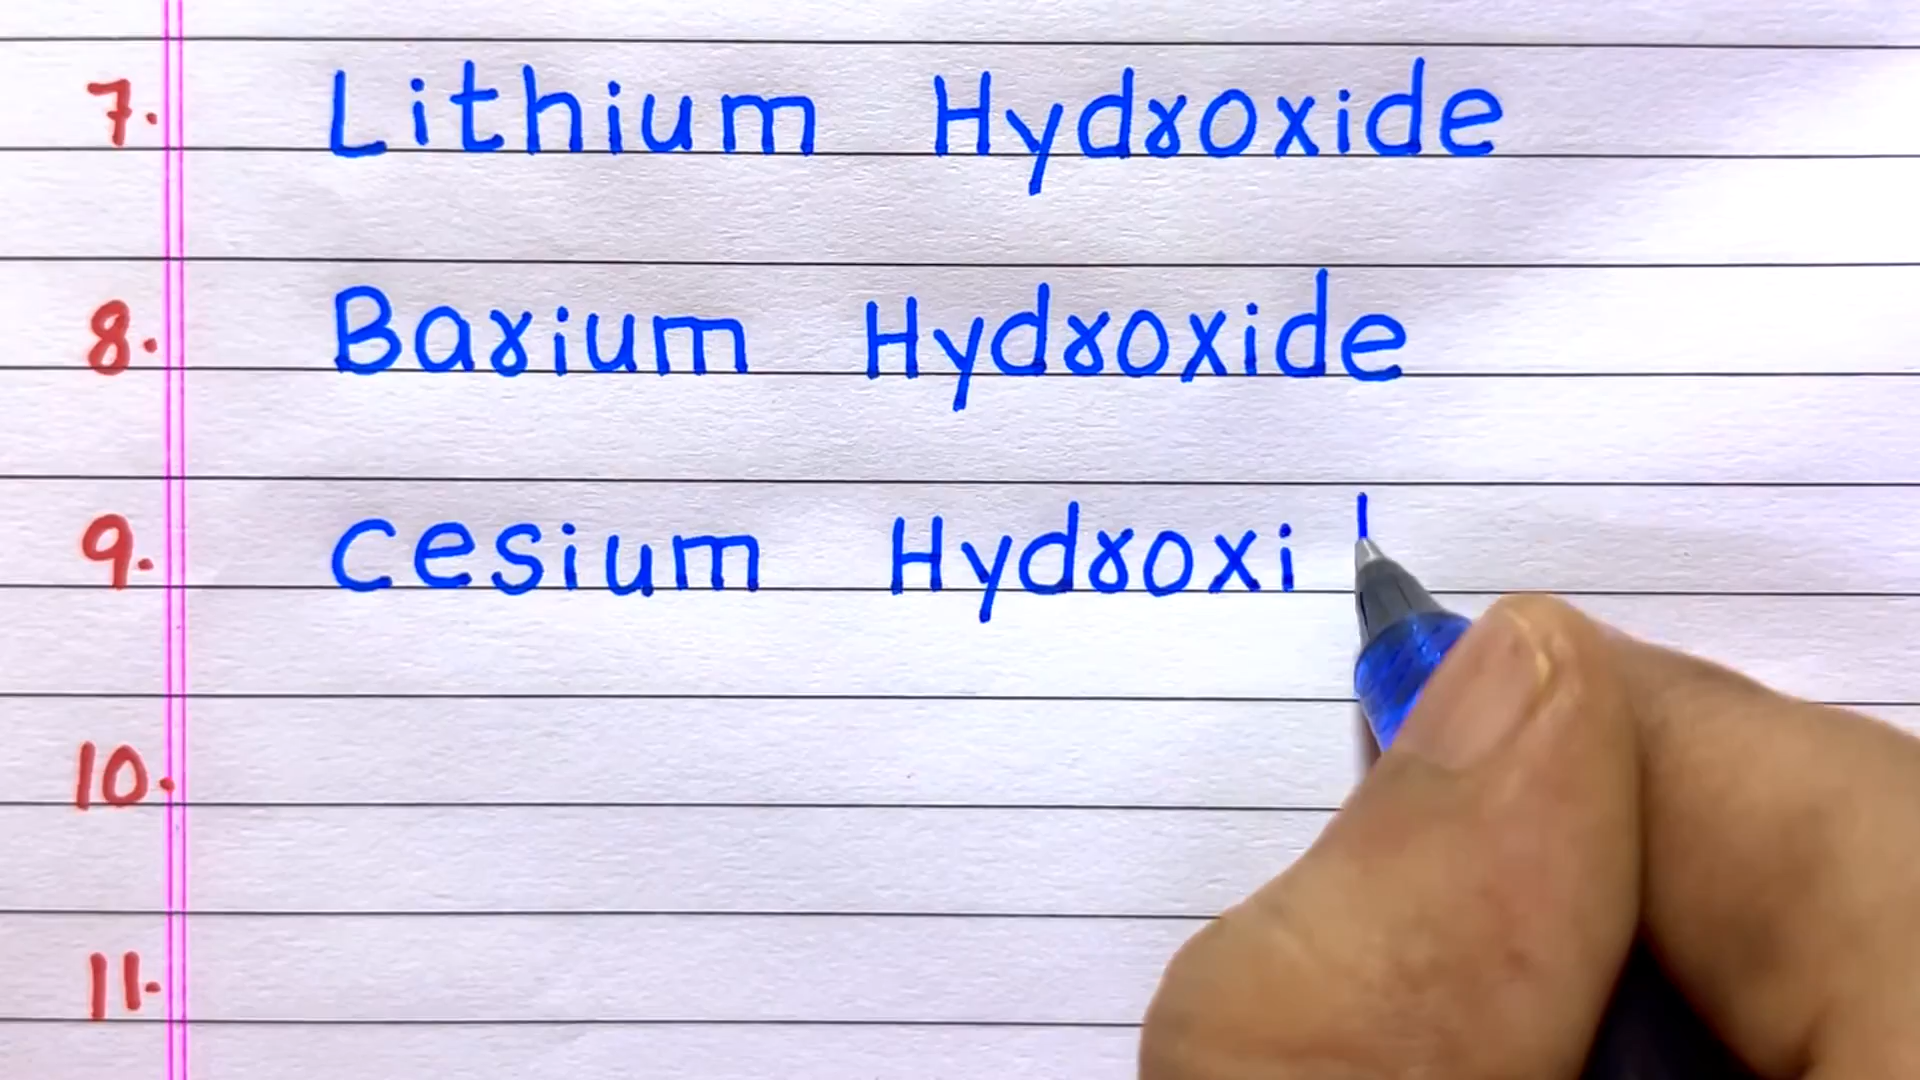 7. Lithium Hydroxide
8. Barium Hydroxide
9. Cesium Hydroxi
10.
11.